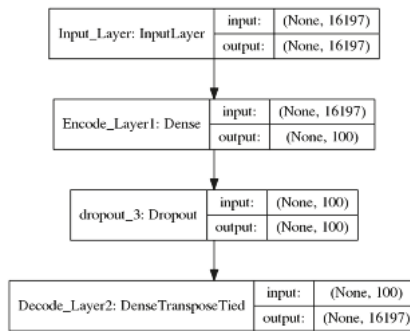 Input_Layer: InputLayer
input: (None, 16197)
output: (None, 16197)
Encode_Layer1: Dense
input: (None, 16197)
output: (None, 100)
dropout_3: Dropout
input: (None, 100)
output: (None, 100)
Decode_Layer2: DenseTransposeTied
input: (None, 100)
output: (None, 16197)